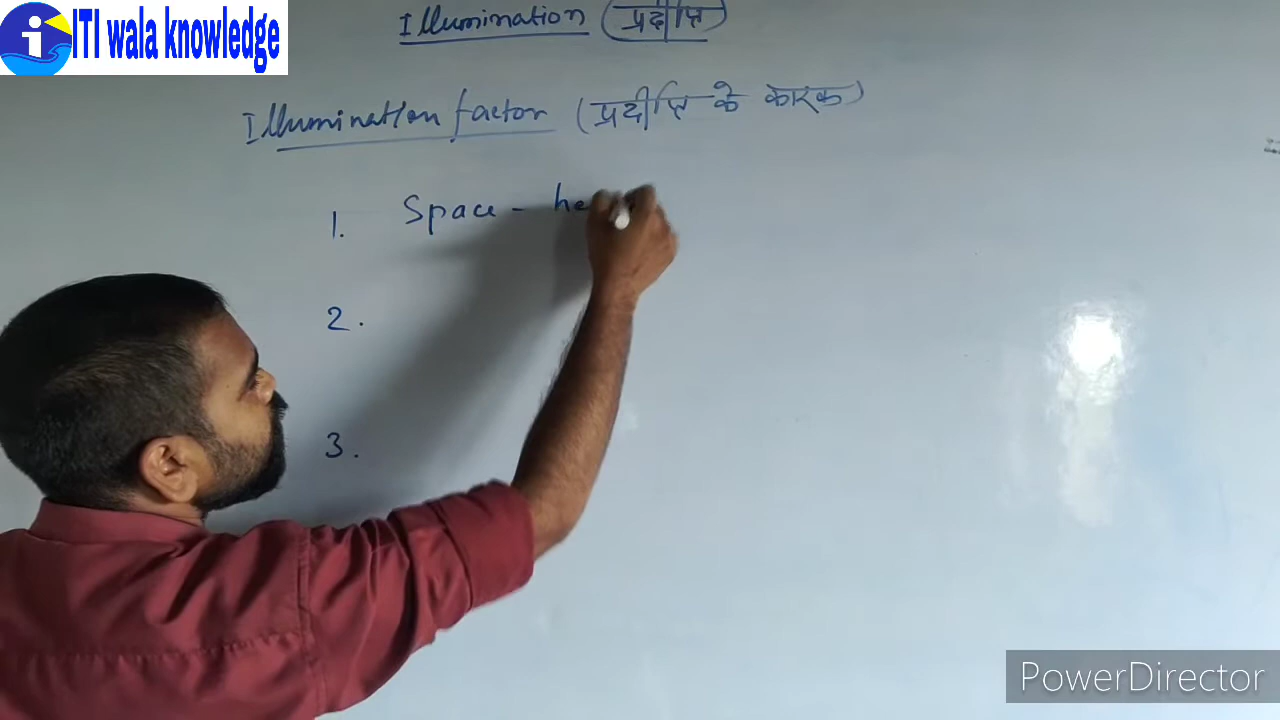 ITI wala knowledge
Illumination (प्रदीप्ति)
Illumination factor (प्रदीप्ति के कारक)
1. Space - he
2.
3.
PowerDirector